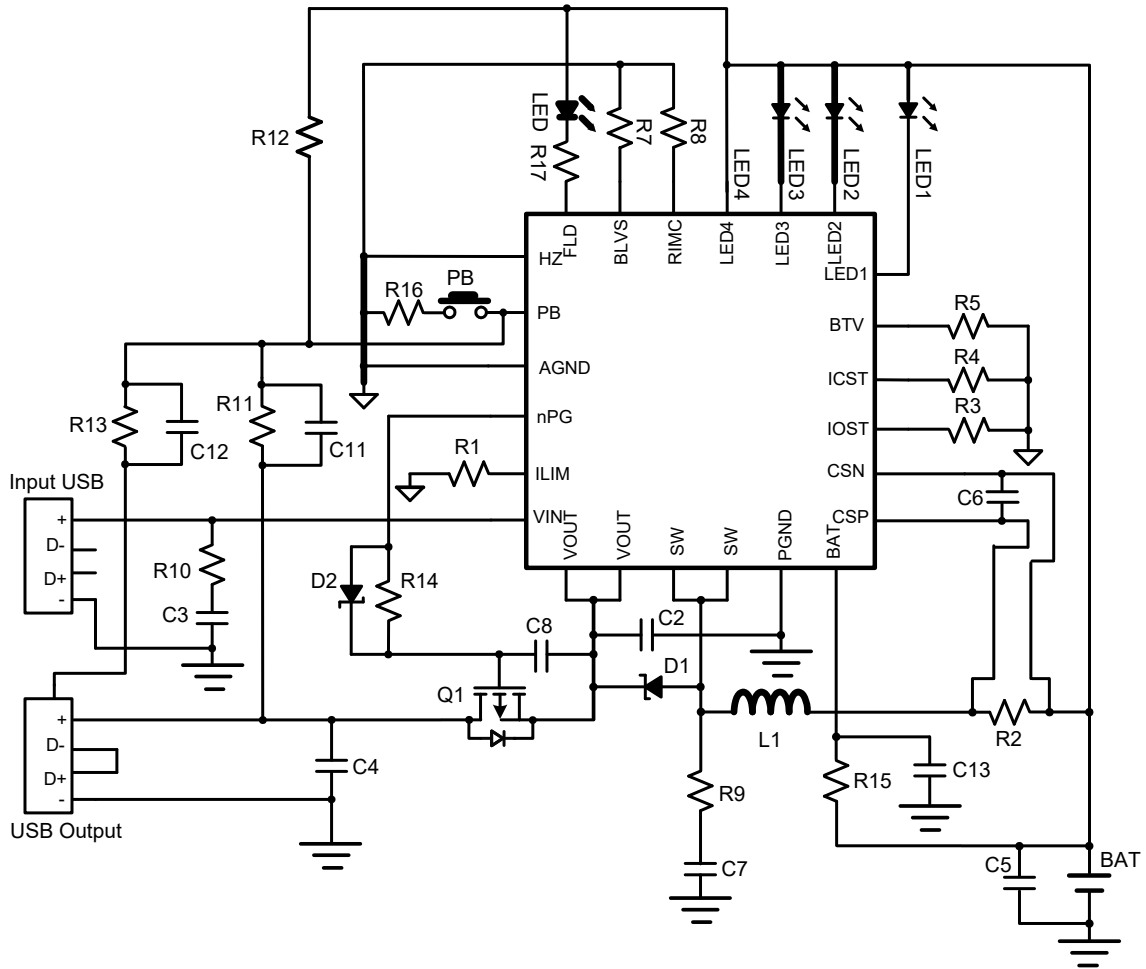 R12
LED
R17
R7
R8
LED4
LED3
LED2
LED1
FLD
BLVS
RIMC
LED4
LED3
LED2
LED1
HZ
PB
R16
PB
AGND
nPG
R1
ILIM
VIN
BTV
R5
ICST
R4
IOST
R3
CSN
C6
CSP
VOUT
VOUT
SW
SW
PGND
BAT
R13
C12
R11
C11
Input USB
+
D-
D+
-
R10
C3
D2
R14
C8
C2
D1
Q1
L1
R2
+
D-
D+
-
USB Output
C4
R9
C7
R15
C13
C5
BAT